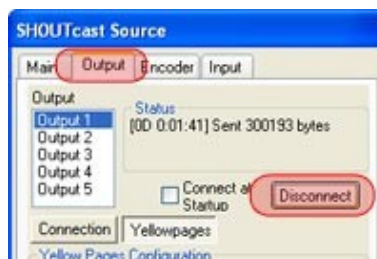 SHOUTcast Source
Main Output Encoder Input
Output
Status
Output 1
[0D 0:01:41] Sent 300193 bytes
Output 2
Output 3
Output 4
Output 5
Connect at
Startup
Disconnect
Connection Yellowpages
Yellow Pages Configuration